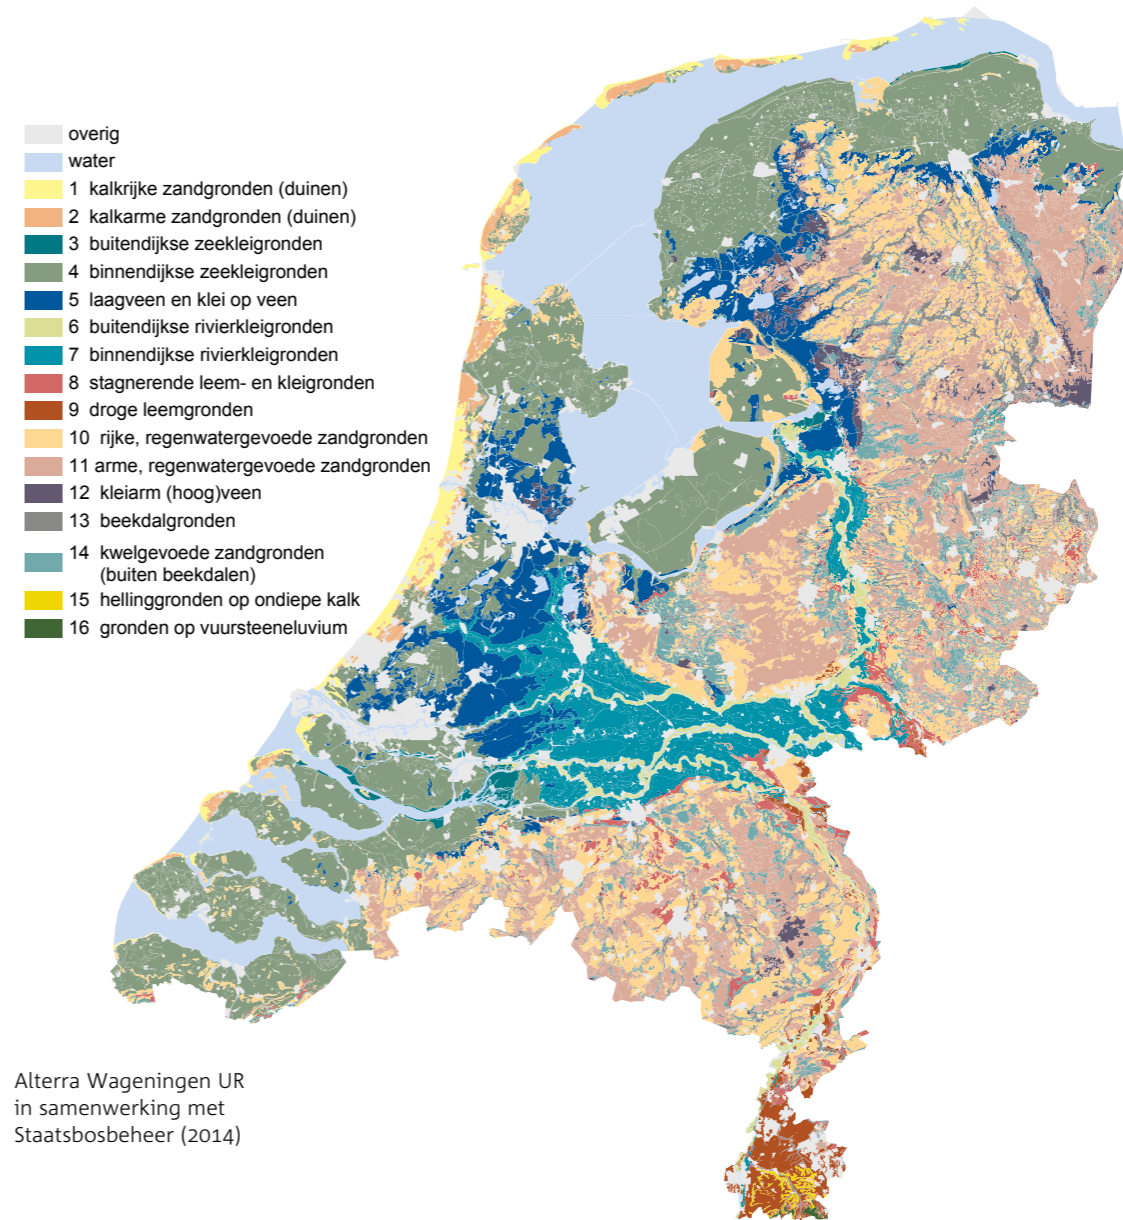 overig
water
1 kalkrijke zandgronden (duinen)
2 kalkarme zandgronden (duinen)
3 buitendijkse zeekleigronden
4 binnendijkse zeekleigronden
5 laagveen en klei op veen
6 buitendijkse rivierkleigronden
7 binnendijkse rivierkleigronden
8 stagnerende leem- en kleigronden
9 droge leemgronden
10 rijke, regenwatergevoede zandgronden
11 arme, regenwatergevoede zandgronden
12 kleiarm (hoog)veen
13 beekdalgronden
14 kwelgevoede zandgronden
(buiten beekdalen)
15 hellinggronden op ondiepe kalk
16 gronden op vuursteeneluvium
Alterra Wageningen UR
in samenwerking met
Staatsbosbeheer (2014)